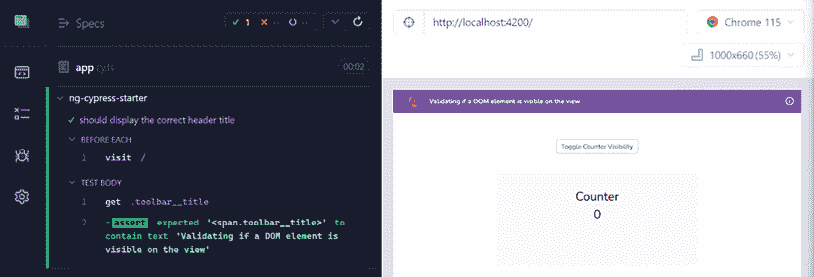 Specs
1
--
--
app.cy.ts
00:02
ng-cypress-starter
should display the correct header title
BEFORE EACH
1 visit /
TEST BODY
1 get .toolbar__title
2 -assert expected '<span.toolbar__title>' to
contain text 'Validating if a DOM element is
visible on the view'
http://localhost:4200/
Chrome 115
1000x660 (55%)
Validating if a DOM element is visible on the view
Toggle Counter Visibility
Counter
0